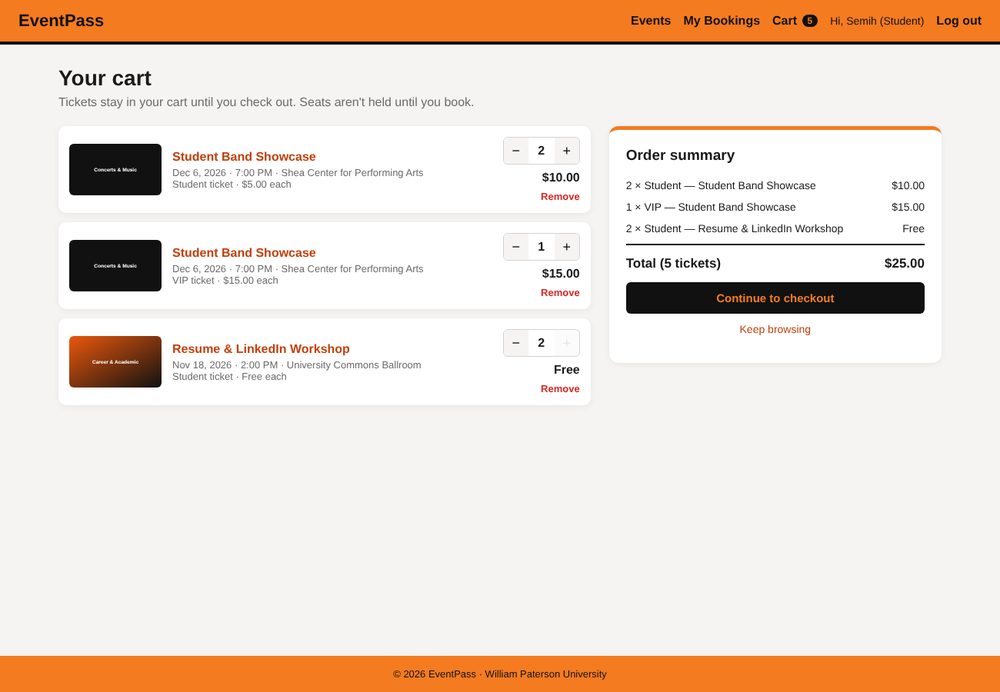 EventPass
Events My Bookings Cart 5 Hi, Semih (Student) Log out
Your cart
Tickets stay in your cart until you check out. Seats aren't held until you book.
Concerts & Music
Student Band Showcase
Dec 6, 2026 · 7:00 PM · Shea Center for Performing Arts
Student ticket · $5.00 each
− 2 +
$10.00
Remove
Concerts & Music
Student Band Showcase
Dec 6, 2026 · 7:00 PM · Shea Center for Performing Arts
VIP ticket · $15.00 each
− 1 +
$15.00
Remove
Career & Academic
Resume & LinkedIn Workshop
Nov 18, 2026 · 2:00 PM · University Commons Ballroom
Student ticket · Free each
− 2 +
Free
Remove
Order summary
2 × Student — Student Band Showcase $10.00
1 × VIP — Student Band Showcase $15.00
2 × Student — Resume & LinkedIn Workshop Free
Total (5 tickets) $25.00
Continue to checkout
Keep browsing
© 2026 EventPass · William Paterson University